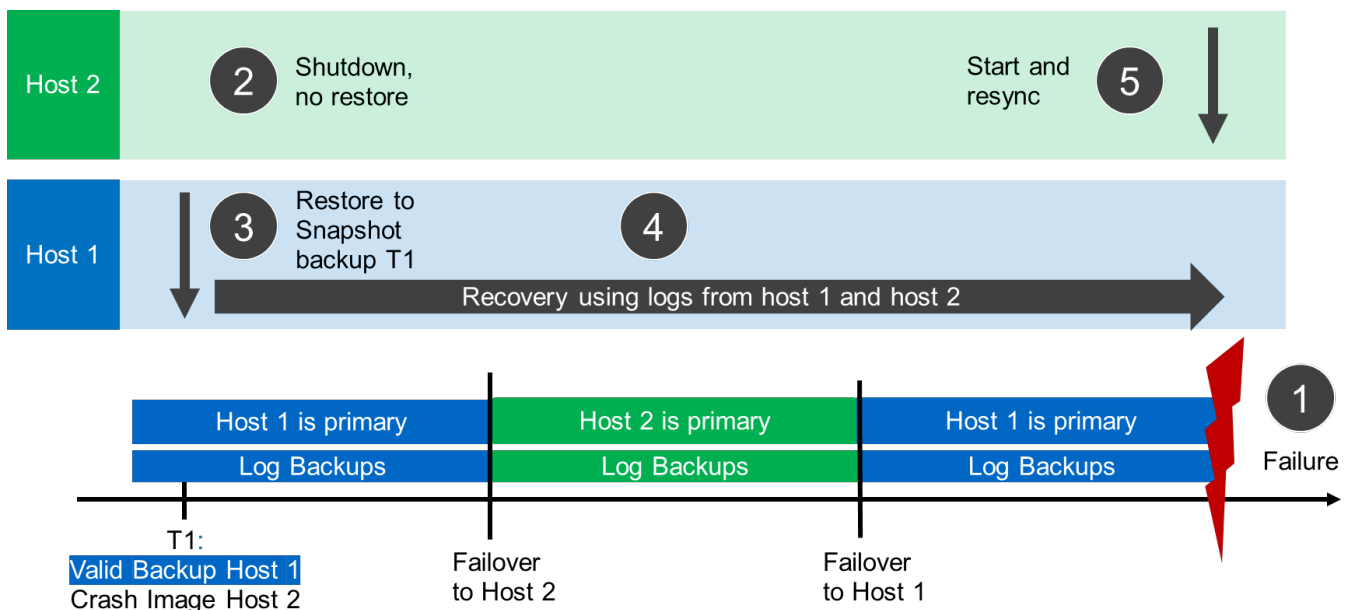 Host 2
2
Shutdown,
no restore
Start and
resync
5
Host 1
3
Restore to
Snapshot
backup T1
4
Recovery using logs from host 1 and host 2
Host 1 is primary
Host 2 is primary
Host 1 is primary
1
Log Backups
Log Backups
Log Backups
Failure
T1:
Valid Backup Host 1
Crash Image Host 2
Failover
to Host 2
Failover
to Host 1